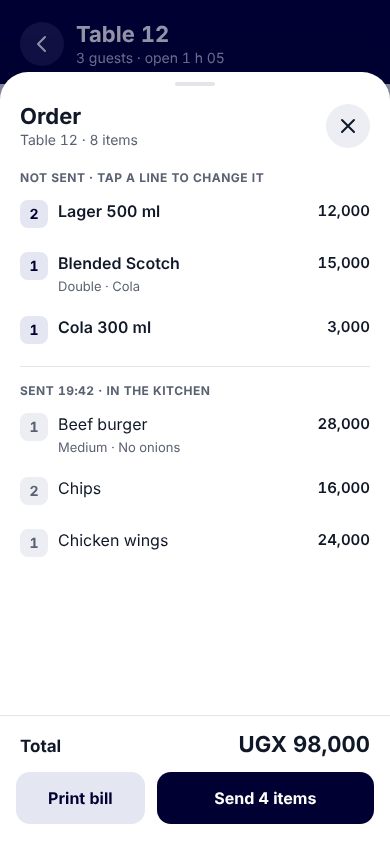 Table 12
3 guests · open 1 h 05
Order
Table 12 · 8 items
NOT SENT · TAP A LINE TO CHANGE IT
2 Lager 500 ml 12,000
1 Blended Scotch 15,000
Double · Cola
1 Cola 300 ml 3,000
SENT 19:42 · IN THE KITCHEN
1 Beef burger 28,000
Medium · No onions
2 Chips 16,000
1 Chicken wings 24,000
Total UGX 98,000
Print bill Send 4 items